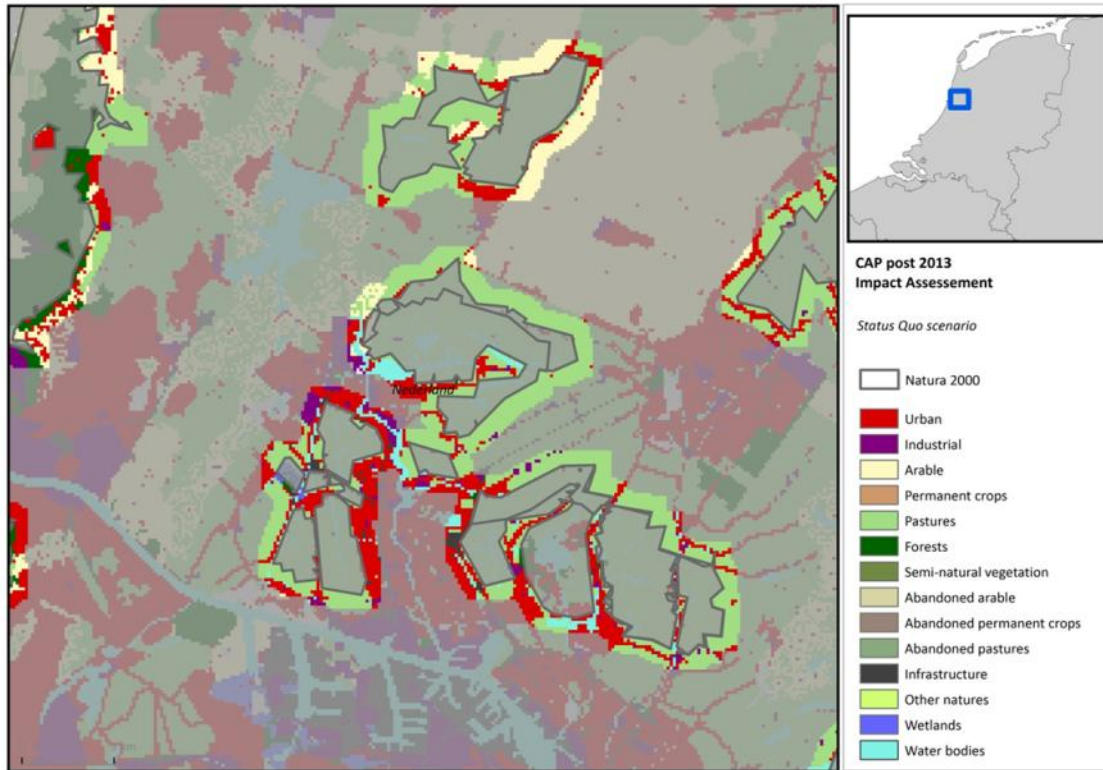 Nederland
CAP post 2013
Impact Assessement
Status Quo scenario
Natura 2000
Urban
Industrial
Arable
Permanent crops
Pastures
Forests
Semi-natural vegetation
Abandoned arable
Abandoned permanent crops
Abandoned pastures
Infrastructure
Other natures
Wetlands
Water bodies